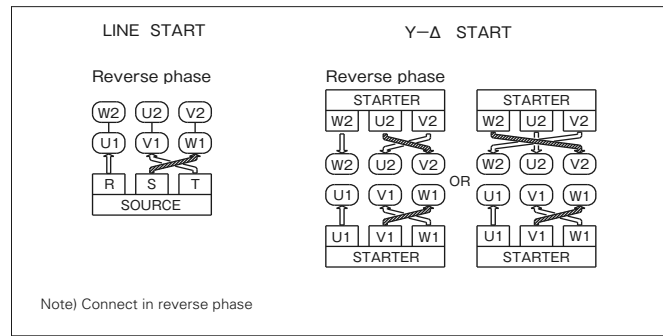 LINE START
Y–Δ START
Reverse phase
W2 U2 V2
U1 V1 W1
R S T
SOURCE
Reverse phase
STARTER
W2 U2 V2
W2 U2 V2
U1 V1 W1
U1 V1 W1
STARTER
OR
STARTER
W2 U2 V2
W2 U2 V2
U1 V1 W1
U1 V1 W1
STARTER
Note) Connect in reverse phase